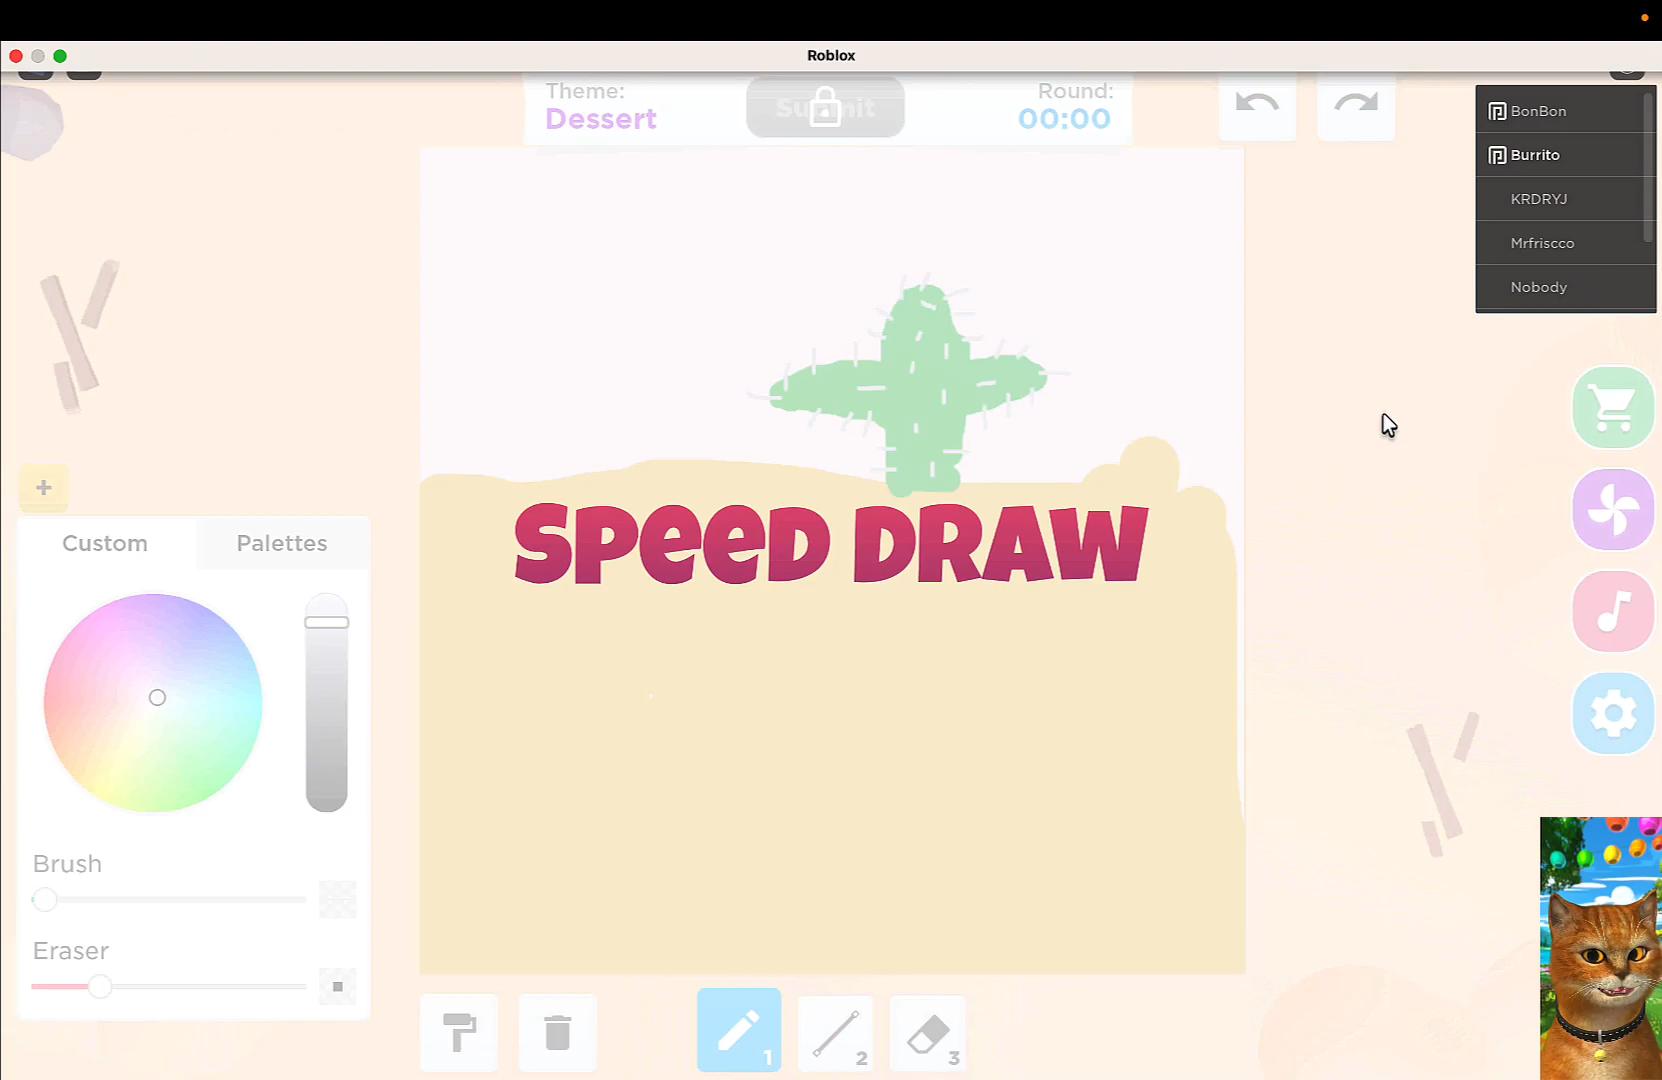 Roblox
Theme:
Dessert
Submit
Round:
00:00
BonBon
Burrito
KRDRYJ
Mrfriscco
Nobody
SPEED DRAW
+
Custom
Palettes
Brush
Eraser
1
2
3